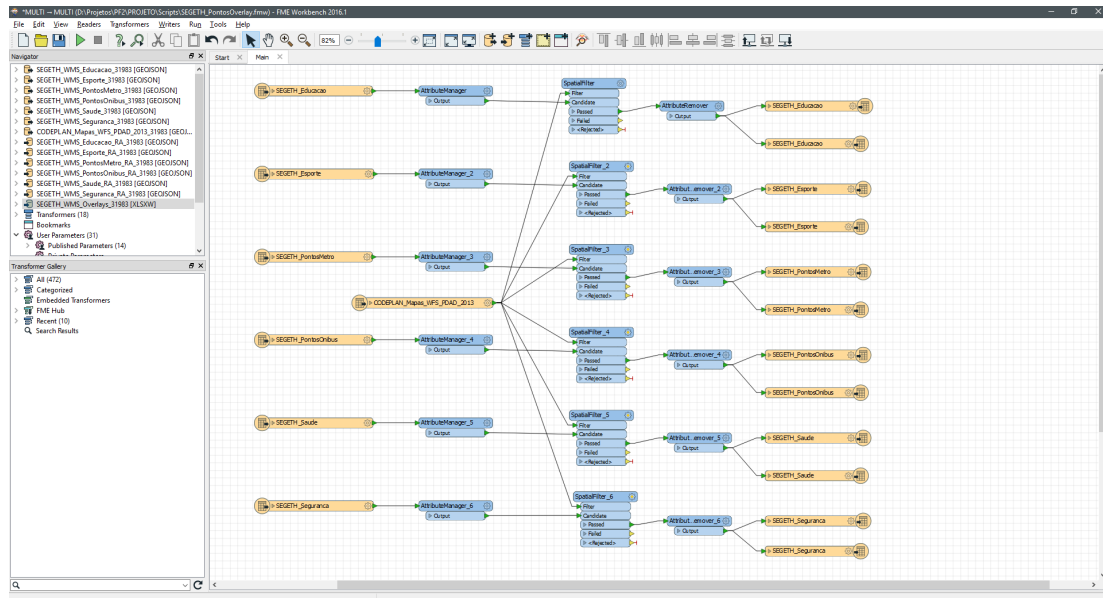 *MULTI → MULTI (D:\Projetos\PF2\PROJETO\Scripts\SEGETH_PontosOverlay.fmw) - FME Workbench 2016.1
File Edit View Readers Transformers Writers Run Tools Help
82%
Navigator
Start Main
SEGETH_WMS_Educacao_31983 [GEOJSON]
SEGETH_WMS_Esporte_31983 [GEOJSON]
SEGETH_WMS_PontosMetro_31983 [GEOJSON]
SEGETH_WMS_PontosOnibus_31983 [GEOJSON]
SEGETH_WMS_Saude_31983 [GEOJSON]
SEGETH_WMS_Seguranca_31983 [GEOJSON]
CODEPLAN_Mapas_WFS_PDAD_2013_31983 [GEOJ...
SEGETH_WMS_Educacao_RA_31983 [GEOJSON]
SEGETH_WMS_Esporte_RA_31983 [GEOJSON]
SEGETH_WMS_PontosMetro_RA_31983 [GEOJSON]
SEGETH_WMS_PontosOnibus_RA_31983 [GEOJSON]
SEGETH_WMS_Saude_RA_31983 [GEOJSON]
SEGETH_WMS_Seguranca_RA_31983 [GEOJSON]
SEGETH_WMS_Overlays_31983 [XLSXW]
Transformers (18)
Bookmarks
User Parameters (31)
Published Parameters (14)
Transformer Gallery
All (472)
Categorized
Embedded Transformers
FME Hub
Recent (10)
Search Results
SEGETH_Educacao
AttributeManager
Output
SpatialFilter
Filter
Candidate
Passed
Failed
<Rejected>
AttributeRemover
Output
SEGETH_Educacao
SEGETH_Educacao
SEGETH_Esporte
AttributeManager_2
Output
SpatialFilter_2
Filter
Candidate
Passed
Failed
<Rejected>
Attribut...emover_2
Output
SEGETH_Esporte
SEGETH_Esporte
SEGETH_PontosMetro
AttributeManager_3
Output
SpatialFilter_3
Filter
Candidate
Passed
Failed
<Rejected>
Attribut...emover_3
Output
SEGETH_PontosMetro
SEGETH_PontosMetro
CODEPLAN_Mapas_WFS_PDAD_2013
SEGETH_PontosOnibus
AttributeManager_4
Output
SpatialFilter_4
Filter
Candidate
Passed
Failed
<Rejected>
Attribut...emover_4
Output
SEGETH_PontosOnibus
SEGETH_PontosOnibus
SEGETH_Saude
AttributeManager_5
Output
SpatialFilter_5
Filter
Candidate
Passed
Failed
<Rejected>
Attribut...emover_5
Output
SEGETH_Saude
SEGETH_Saude
SEGETH_Seguranca
AttributeManager_6
Output
SpatialFilter_6
Filter
Candidate
Passed
Failed
<Rejected>
Attribut...emover_6
Output
SEGETH_Seguranca
SEGETH_Seguranca